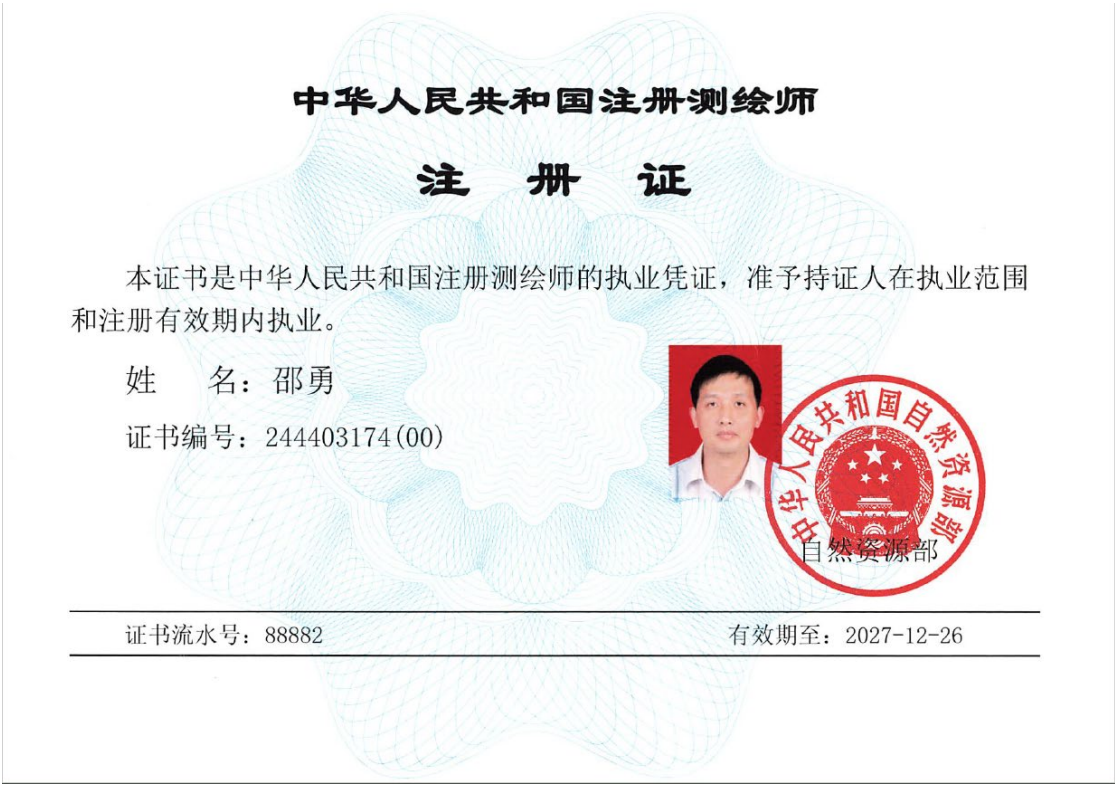 中华人民共和国注册测绘师
注 册 证
本证书是中华人民共和国注册测绘师的执业凭证，准予持证人在执业范围
和注册有效期内执业。
姓 名：邵勇
证书编号：244403174(00)
中华人民共和国自然资源部
自然资源部
证书流水号：88882
有效期至：2027-12-26